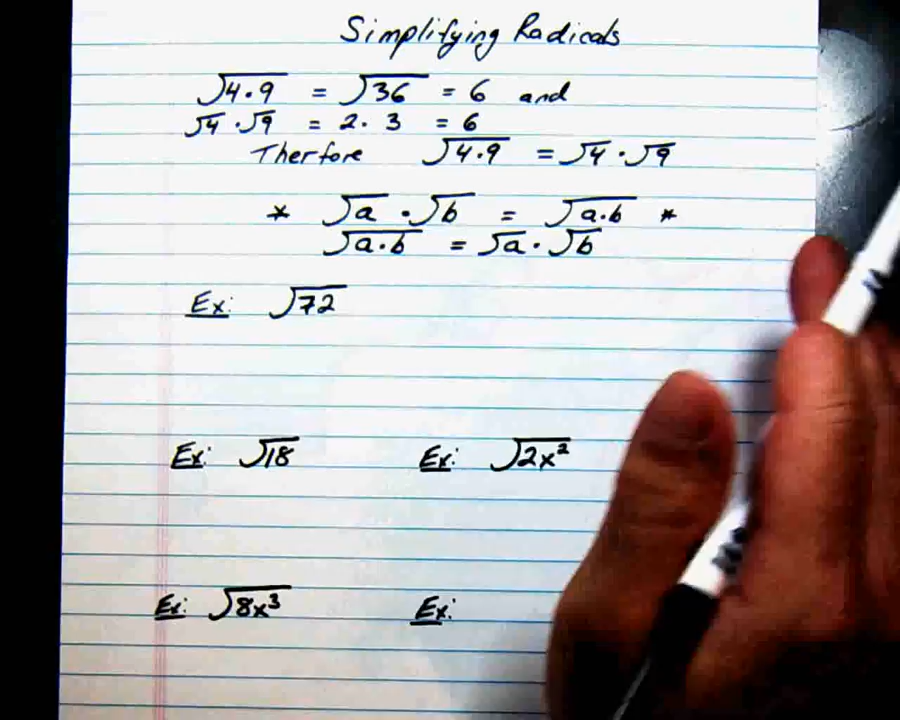 Simplifying Radicals
√4·9 = √36 = 6 and
√4 · √9 = 2 · 3 = 6
Therfore √4·9 = √4 · √9
* √a · √b = √a·b *
√a·b = √a · √b
Ex: √72
Ex: √18 Ex: √2x²
Ex: √8x³ Ex: